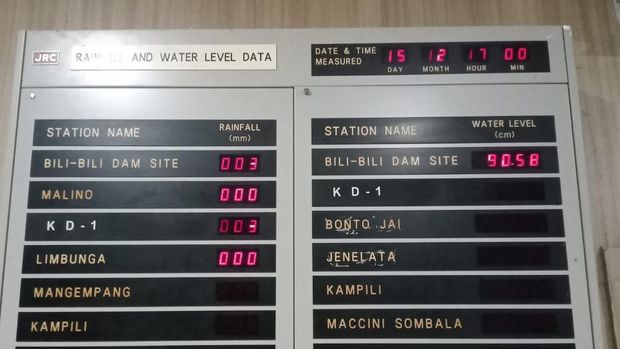 JRC RAINFALL AND WATER LEVEL DATA
DATE & TIME MEASURED 15 12 17 00
DAY MONTH HOUR MIN
STATION NAME RAINFALL (mm)
BILI-BILI DAM SITE 003
MALINO 000
KD-1 003
LIMBUNGA 000
MANGEMPANG
KAMPILI
STATION NAME WATER LEVEL (cm)
BILI-BILI DAM SITE 90.58
KD-1
BONTO JAI
JENELATA
KAMPILI
MACCINI SOMBALA